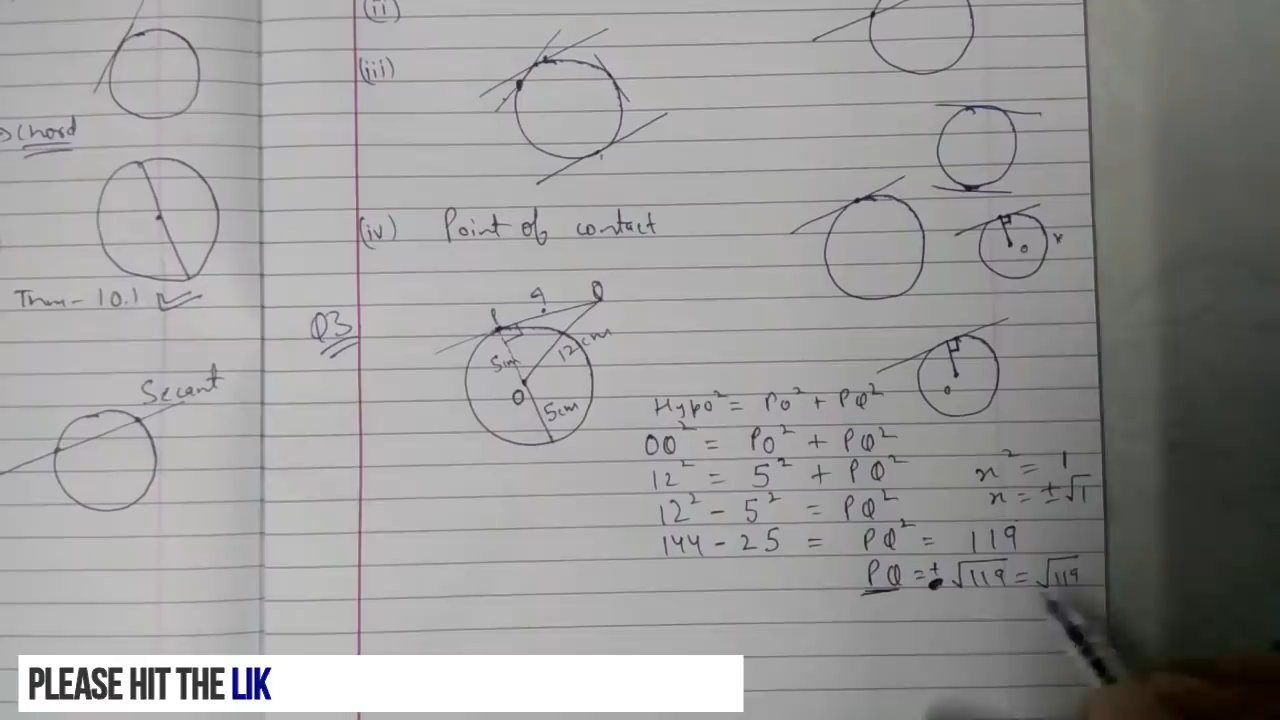 (ii)
(iii)
Chord
(iv) Point of contact
Thm - 10.1
Q3
P
9
Q
5cm
12cm
O
5cm
Secant
Hypo² = PO² + PQ²
OQ² = PO² + PQ²
12² = 5² + PQ²
12² - 5² = PQ²
144 - 25 = PQ² = 119
PQ = ± √119 = √119
x² = 1
x = ±√1
PLEASE HIT THE LIK